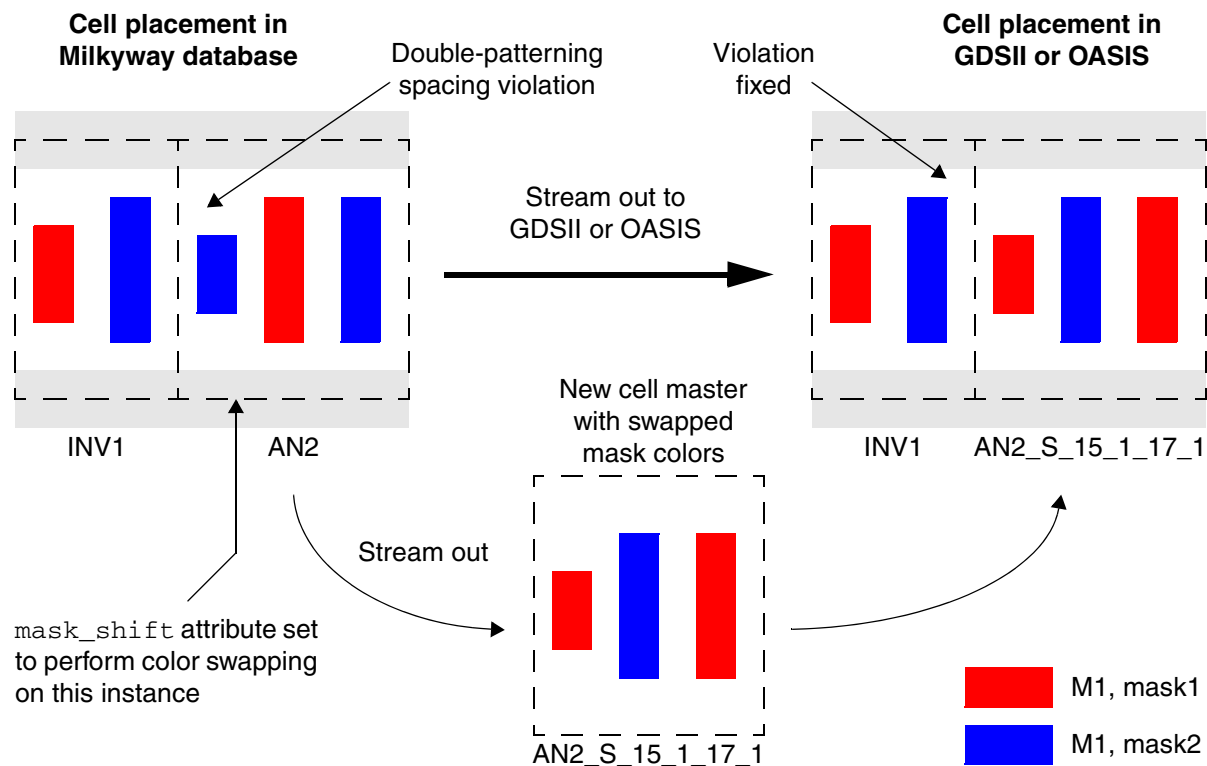 Cell placement in
Milkyway database
Double-patterning
spacing violation
Violation
fixed
Cell placement in
GDSII or OASIS
Stream out to
GDSII or OASIS
INV1
AN2
New cell master
with swapped
mask colors
INV1
AN2_S_15_1_17_1
Stream out
mask_shift attribute set
to perform color swapping
on this instance
AN2_S_15_1_17_1
M1, mask1
M1, mask2